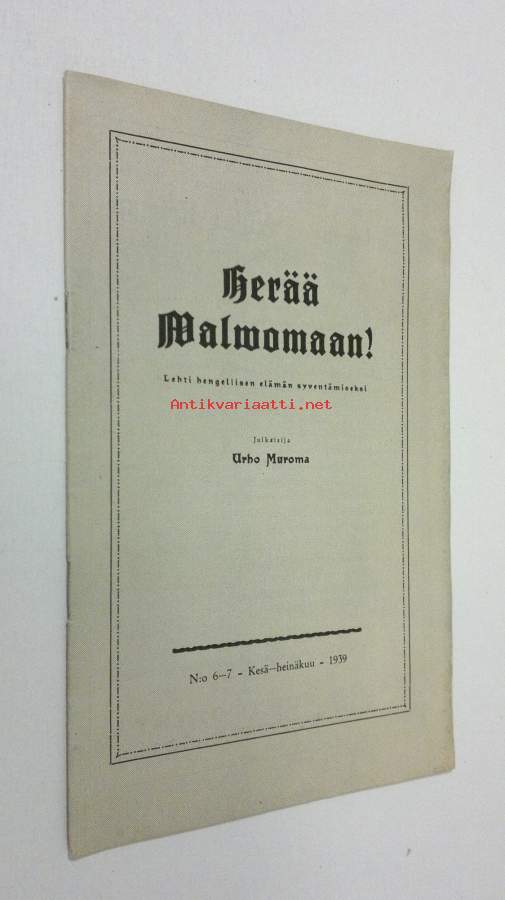 Herää
Walwomaan!
Lehti hengellisen elämän syventämiseksi
Antikvariaatti.net
Julkaisija
Urho Muroma
N:o 6—7 - Kesä—heinäkuu - 1939